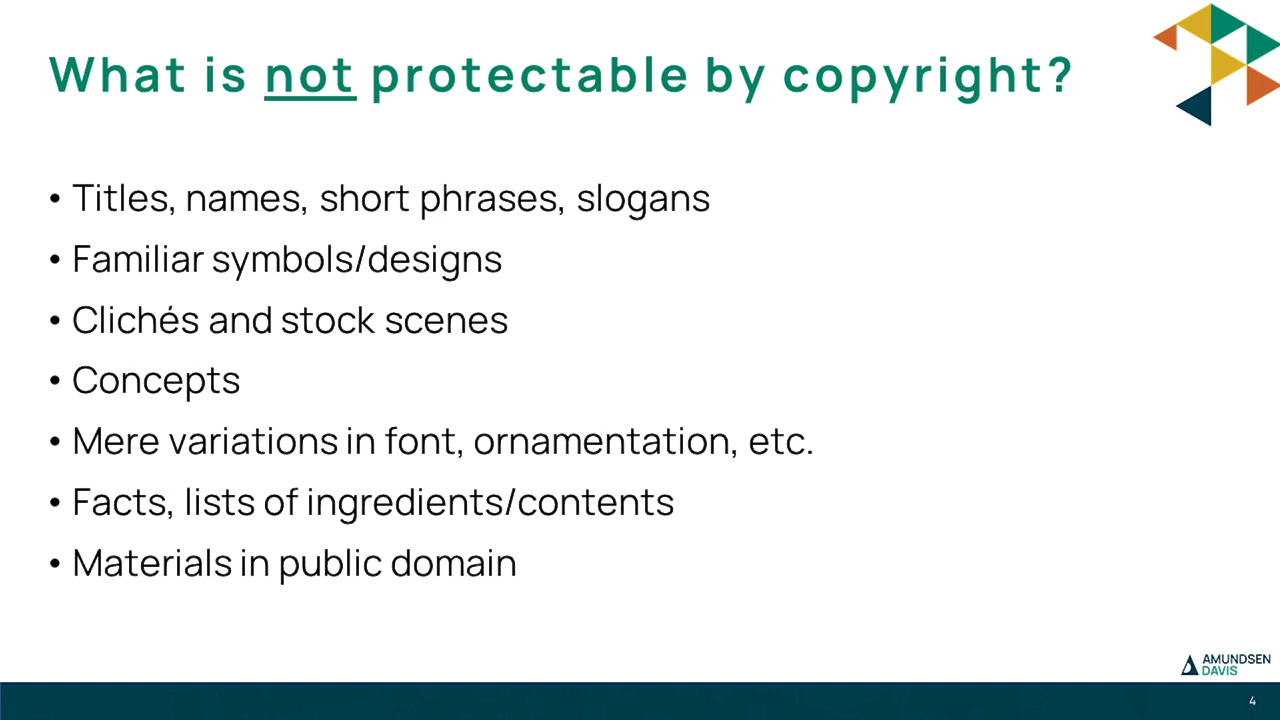 What is not protectable by copyright?
• Titles, names, short phrases, slogans
• Familiar symbols/designs
• Clichés and stock scenes
• Concepts
• Mere variations in font, ornamentation, etc.
• Facts, lists of ingredients/contents
• Materials in public domain
AMUNDSEN
DAVIS
4